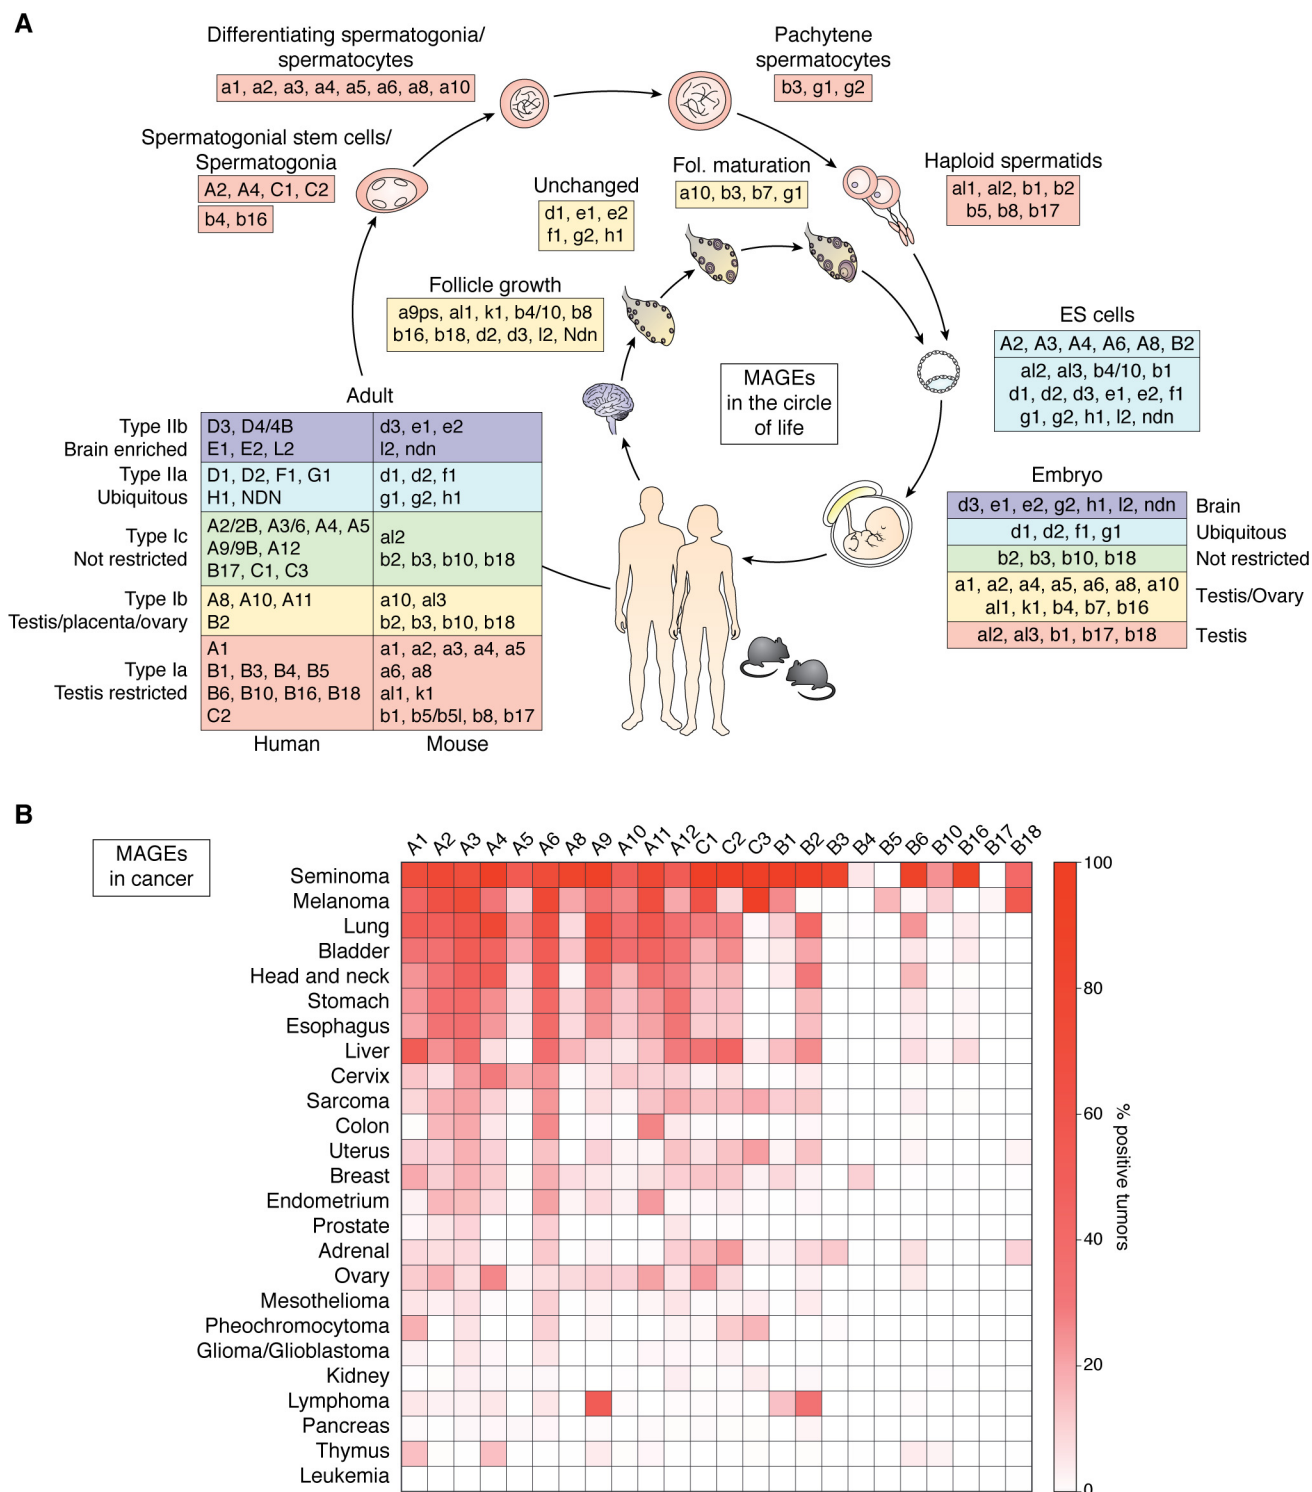 A
Differentiating spermatogonia/
spermatocytes
a1, a2, a3, a4, a5, a6, a8, a10
Pachytene
spermatocytes
b3, g1, g2
Spermatogonial stem cells/
Spermatogonia
A2, A4, C1, C2
b4, b16
Unchanged
d1, e1, e2
f1, g2, h1
Fol. maturation
a10, b3, b7, g1
Haploid spermatids
al1, al2, b1, b2
b5, b8, b17
Follicle growth
a9ps, al1, k1, b4/10, b8
b16, b18, d2, d3, l2, Ndn
ES cells
A2, A3, A4, A6, A8, B2
al2, al3, b4/10, b1
d1, d2, d3, e1, e2, f1
g1, g2, h1, l2, ndn
MAGEs
in the circle
of life
Adult
Type IIb
Brain enriched
D3, D4/4B
E1, E2, L2
d3, e1, e2
l2, ndn
Type IIa
Ubiquitous
D1, D2, F1, G1
H1, NDN
d1, d2, f1
g1, g2, h1
Type Ic
Not restricted
A2/2B, A3/6, A4, A5
A9/9B, A12
B17, C1, C3
al2
b2, b3, b10, b18
Type Ib
Testis/placenta/ovary
A8, A10, A11
B2
a10, al3
b2, b3, b10, b18
Type Ia
Testis restricted
A1
B1, B3, B4, B5
B6, B10, B16, B18
C2
a1, a2, a3, a4, a5
a6, a8
al1, k1
b1, b5/b5l, b8, b17
Human
Mouse
Embryo
d3, e1, e2, g2, h1, l2, ndn
Brain
d1, d2, f1, g1
Ubiquitous
b2, b3, b10, b18
Not restricted
a1, a2, a4, a5, a6, a8, a10
al1, k1, b4, b7, b16
Testis/Ovary
al2, al3, b1, b17, b18
Testis
B
MAGEs
in cancer
A1 A2 A3 A4 A5 A6 A8 A9 A10 A11 A12 C1 C2 C3 B1 B2 B3 B4 B5 B6 B10 B16 B17 B18
Seminoma
Melanoma
Lung
Bladder
Head and neck
Stomach
Esophagus
Liver
Cervix
Sarcoma
Colon
Uterus
Breast
Endometrium
Prostate
Adrenal
Ovary
Mesothelioma
Pheochromocytoma
Glioma/Glioblastoma
Kidney
Lymphoma
Pancreas
Thymus
Leukemia
100
80
60
40
20
0
% positive tumors